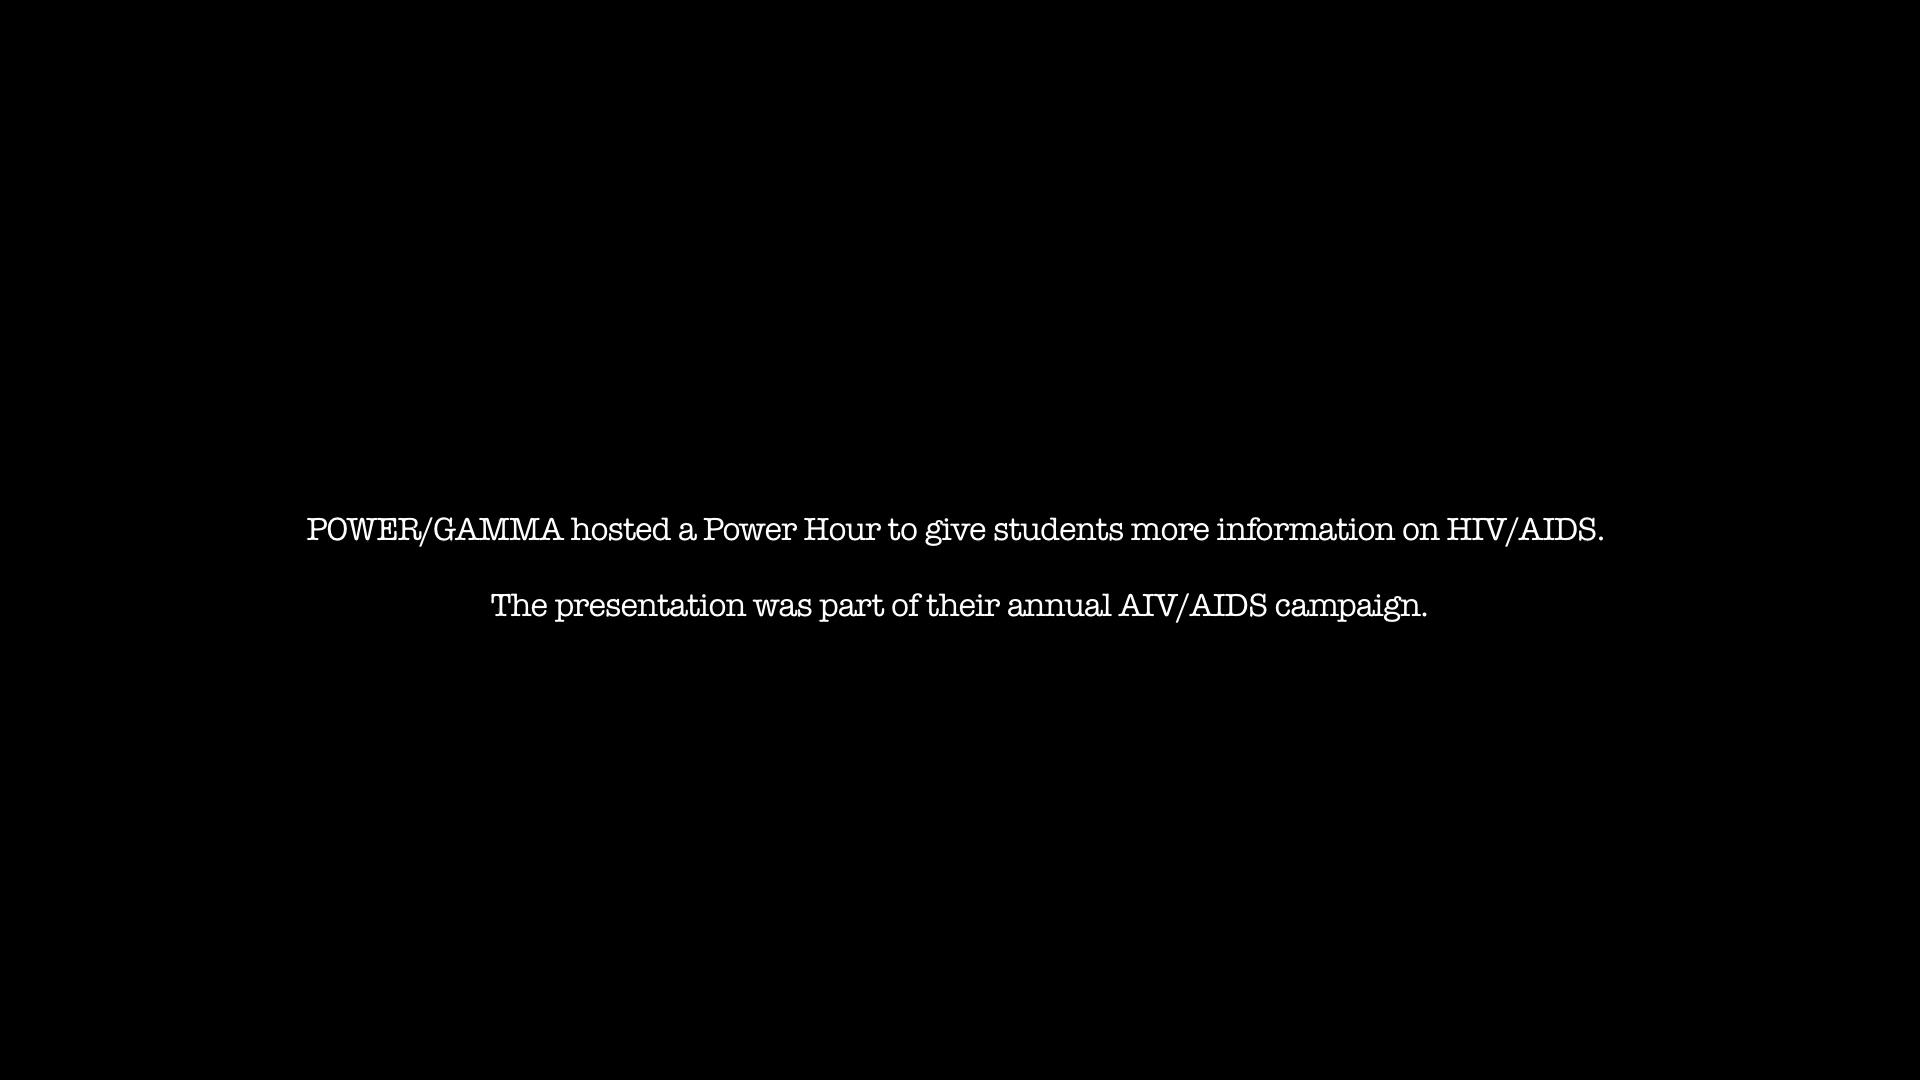 POWER/GAMMA hosted a Power Hour to give students more information on HIV/AIDS.
The presentation was part of their annual AIV/AIDS campaign.